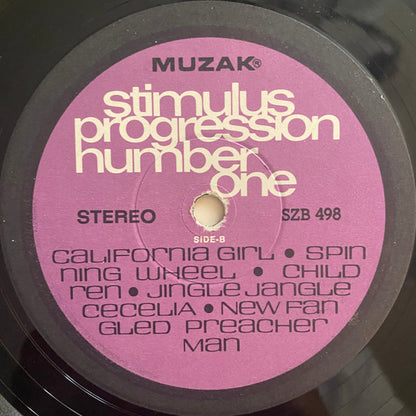 MUZAK®
stimulus
progression
number
one
STEREO
SIDE-B
SZB 498
CALIFORNIA GIRL • SPIN
NING WHEEL • CHILD
REN • JINGLE JANGLE
CECELIA • NEW FAN
GLED PREACHER
MAN